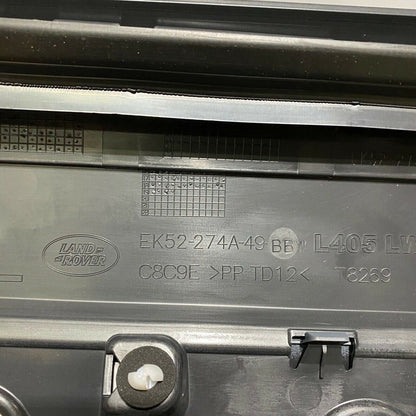 LAND-
-ROVER
EK52-274A-49 BB L405 LW
C8C9E >PP TD12< T8269